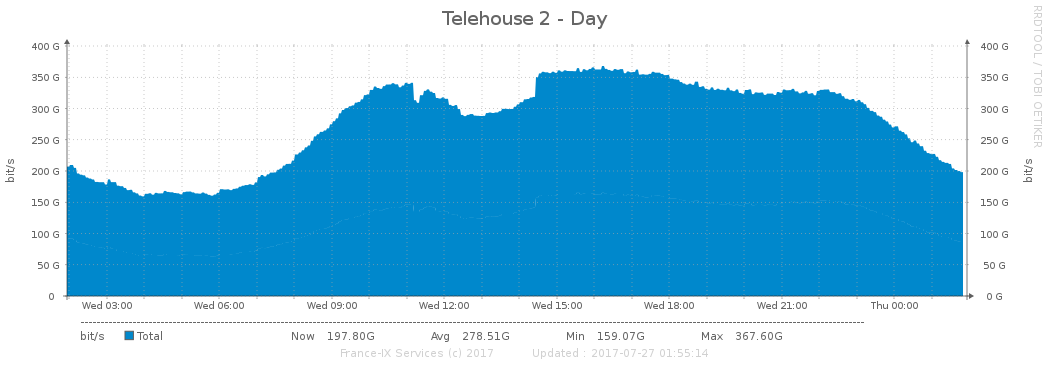 Telehouse 2 - Day
RRDTOOL / TOBI OETIKER
bit/s
400 G
350 G
300 G
250 G
200 G
150 G
100 G
50 G
0
400 G
350 G
300 G
250 G
200 G
150 G
100 G
50 G
0 G
bit/s
Wed 03:00 Wed 06:00 Wed 09:00 Wed 12:00 Wed 15:00 Wed 18:00 Wed 21:00 Thu 00:00
bit/s Total Now 197.80G Avg 278.51G Min 159.07G Max 367.60G
France-IX Services (c) 2017 Updated : 2017-07-27 01:55:14